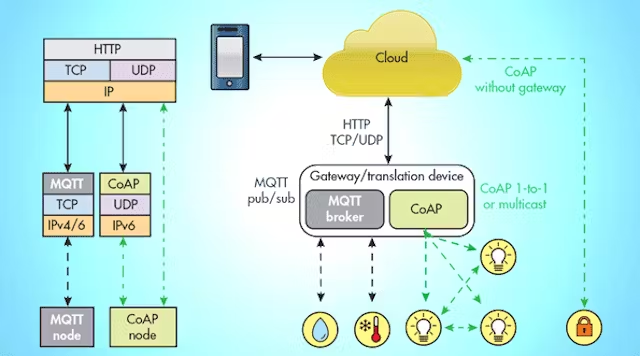 HTTP
TCP UDP
IP
MQTT
TCP
IPv4/6
CoAP
UDP
IPv6
MQTT
node
CoAP
node
Cloud
CoAP
without gateway
HTTP
TCP/UDP
MQTT
pub/sub
Gateway/translation device
MQTT
broker
CoAP
CoAP 1-to-1
or multicast